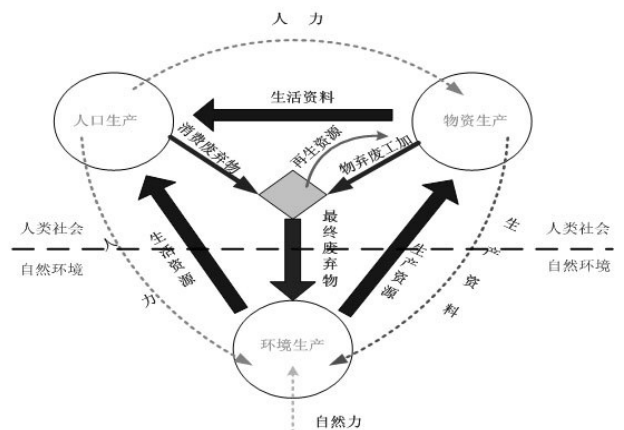 人 力
生活资料
人口生产
物资生产
消费废弃物
再生资源
物弃废工加
人类社会
人类社会
最终废弃物
生活资源
生产资源
人力
生产资料
自然环境
自然环境
环境生产
自然力